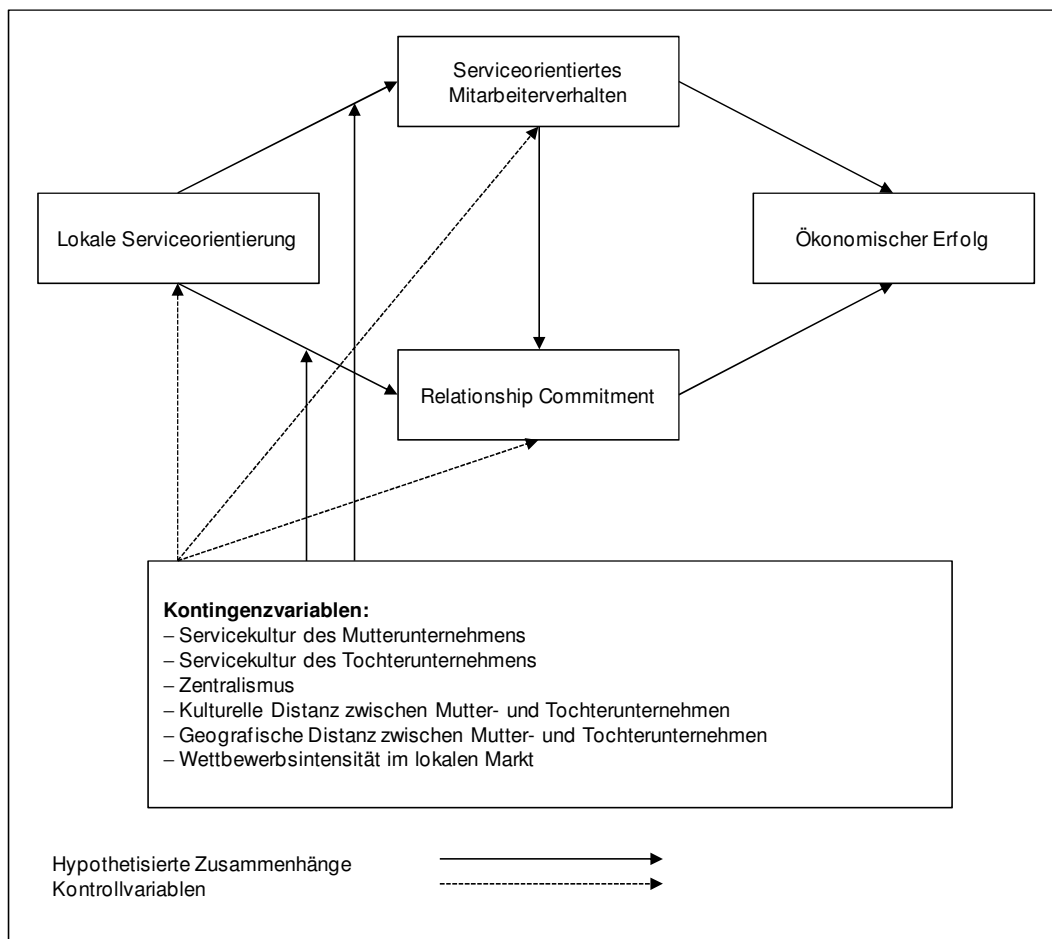 Serviceorientiertes
Mitarbeiterverhalten
Lokale Serviceorientierung
Ökonomischer Erfolg
Relationship Commitment
Kontingenzvariablen:
– Servicekultur des Mutterunternehmens
– Servicekultur des Tochterunternehmens
– Zentralismus
– Kulturelle Distanz zwischen Mutter- und Tochterunternehmen
– Geografische Distanz zwischen Mutter- und Tochterunternehmen
– Wettbewerbsintensität im lokalen Markt
Hypothetisierte Zusammenhänge
Kontrollvariablen